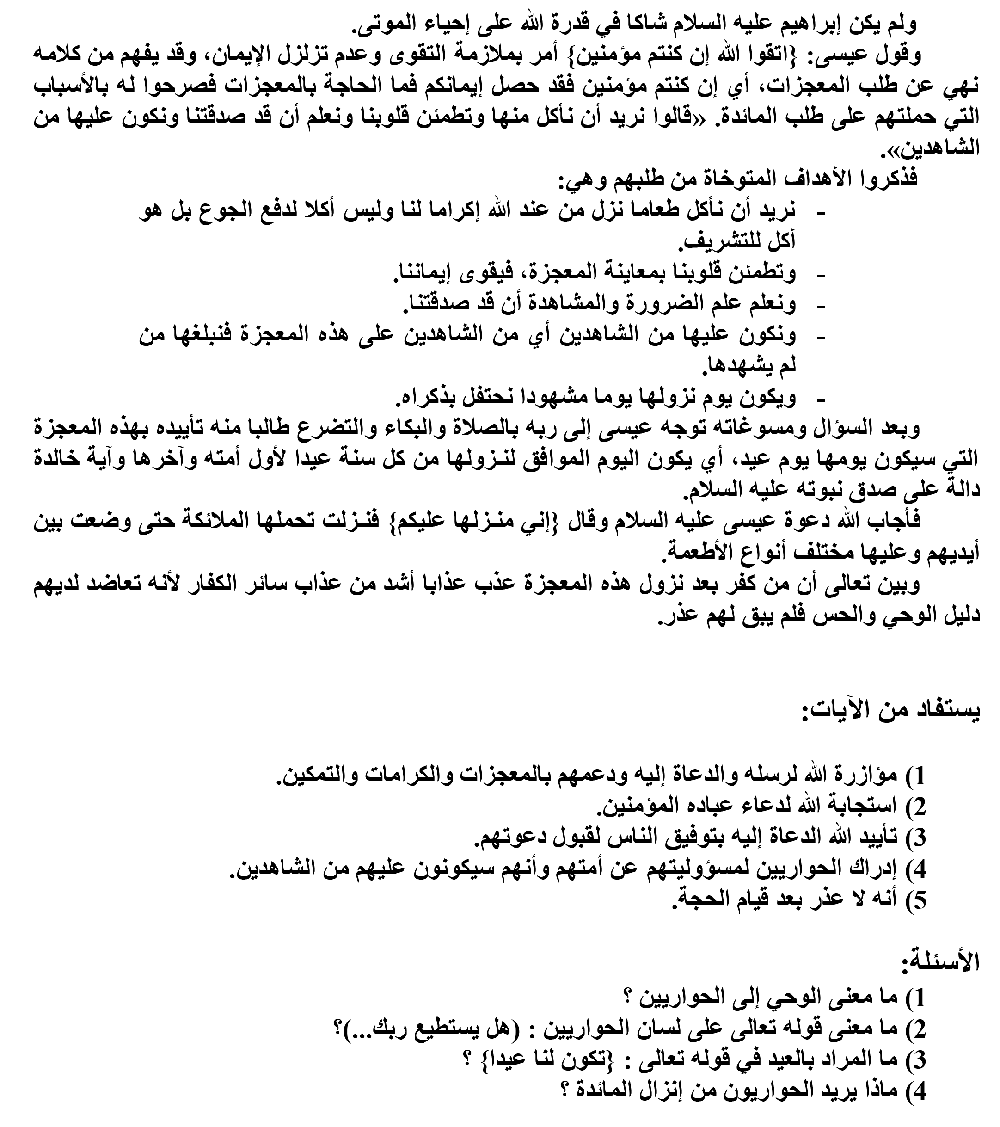 ولم يكن إبراهيم عليه السلام شاكا في قدرة الله على إحياء الموتى.
وقول عيسى: {اتقوا الله إن كنتم مؤمنين} أمر بملازمة التقوى وعدم تزلزل الإيمان، وقد يفهم من كلامه
نهي عن طلب المعجزات، أي إن كنتم مؤمنين فقد حصل إيمانكم فما الحاجة بالمعجزات فصرحوا له بالأسباب
التي حملتهم على طلب المائدة. «قالوا نريد أن نأكل منها وتطمئن قلوبنا ونعلم أن قد صدقتنا ونكون عليها من
الشاهدين».
فذكروا الأهداف المتوخاة من طلبهم وهي:
- نريد أن نأكل طعاما نزل من عند الله إكراما لنا وليس أكلا لدفع الجوع بل هو
أكل للتشريف.
- وتطمئن قلوبنا بمعاينة المعجزة، فيقوى إيماننا.
- ونعلم علم الضرورة والمشاهدة أن قد صدقتنا.
- ونكون عليها من الشاهدين أي من الشاهدين على هذه المعجزة فنبلغها من
لم يشهدها.
- ويكون يوم نزولها يوما مشهودا نحتفل بذكراه.
وبعد السؤال ومسوغاته توجه عيسى إلى ربه بالصلاة والبكاء والتضرع طالبا منه تأييده بهذه المعجزة
التي سيكون يومها يوم عيد، أي يكون اليوم الموافق لنـزولها من كل سنة عيدا لأول أمته وآخرها وآية خالدة
دالة على صدق نبوته عليه السلام.
فأجاب الله دعوة عيسى عليه السلام وقال {إني منـزلها عليكم} فنـزلت تحملها الملائكة حتى وضعت بين
أيديهم وعليها مختلف أنواع الأطعمة.
وبين تعالى أن من كفر بعد نزول هذه المعجزة عذب عذابا أشد من عذاب سائر الكفار لأنه تعاضد لديهم
دليل الوحي والحس فلم يبق لهم عذر.
يستفاد من الآيات:
1) مؤازرة الله لرسله والدعاة إليه ودعمهم بالمعجزات والكرامات والتمكين.
2) استجابة الله لدعاء عباده المؤمنين.
3) تأييد الله الدعاة إليه بتوفيق الناس لقبول دعوتهم.
4) إدراك الحواريين لمسؤوليتهم عن أمتهم وأنهم سيكونون عليهم من الشاهدين.
5) أنه لا عذر بعد قيام الحجة.
الأسئلة:
1) ما معنى الوحي إلى الحواريين ؟
2) ما معنى قوله تعالى على لسان الحواريين : (هل يستطيع ربك...)؟
3) ما المراد بالعيد في قوله تعالى : {تكون لنا عيدا} ؟
4) ماذا يريد الحواريون من إنزال المائدة ؟